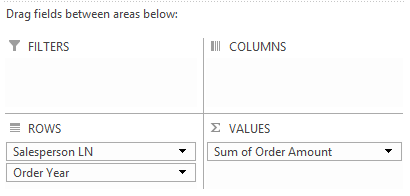 Drag fields between areas below:
FILTERS
COLUMNS
ROWS
Salesperson LN
Order Year
Σ VALUES
Sum of Order Amount